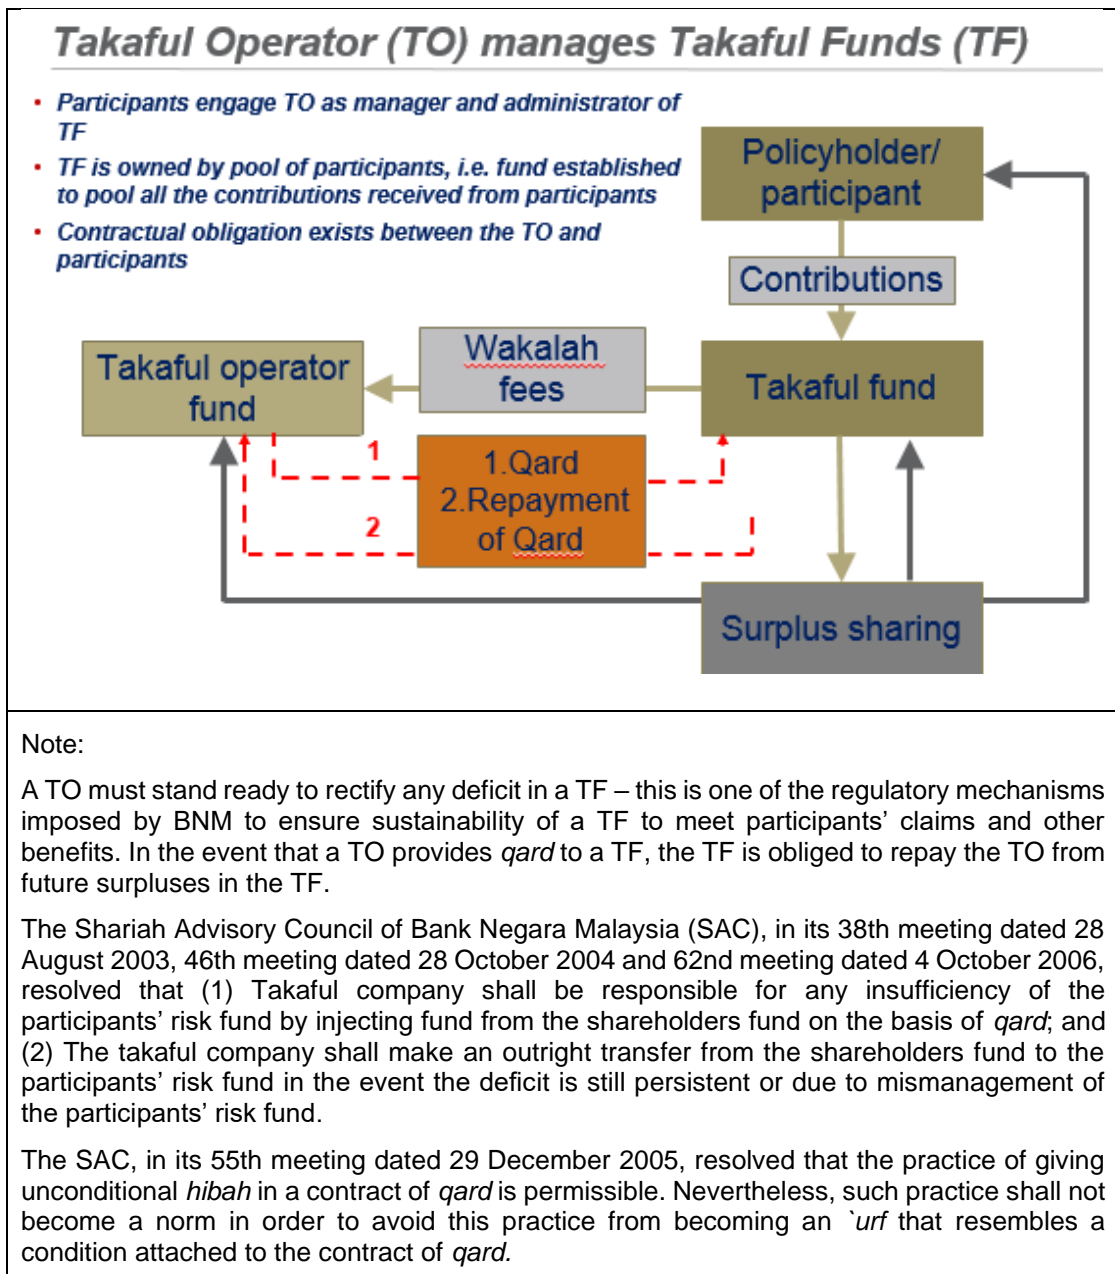 Takaful Operator (TO) manages Takaful Funds (TF)
• Participants engage TO as manager and administrator of
TF
• TF is owned by pool of participants, i.e. fund established
to pool all the contributions received from participants
• Contractual obligation exists between the TO and
participants
Policyholder/
participant
Contributions
Takaful operator
fund
Wakalah
fees
Takaful fund
1
1.Qard
2.Repayment
of Qard
2
Surplus sharing
Note:
A TO must stand ready to rectify any deficit in a TF – this is one of the regulatory mechanisms
imposed by BNM to ensure sustainability of a TF to meet participants’ claims and other
benefits. In the event that a TO provides qard to a TF, the TF is obliged to repay the TO from
future surpluses in the TF.
The Shariah Advisory Council of Bank Negara Malaysia (SAC), in its 38th meeting dated 28
August 2003, 46th meeting dated 28 October 2004 and 62nd meeting dated 4 October 2006,
resolved that (1) Takaful company shall be responsible for any insufficiency of the
participants’ risk fund by injecting fund from the shareholders fund on the basis of qard; and
(2) The takaful company shall make an outright transfer from the shareholders fund to the
participants’ risk fund in the event the deficit is still persistent or due to mismanagement of
the participants’ risk fund.
The SAC, in its 55th meeting dated 29 December 2005, resolved that the practice of giving
unconditional hibah in a contract of qard is permissible. Nevertheless, such practice shall not
become a norm in order to avoid this practice from becoming an `urf that resembles a
condition attached to the contract of qard.